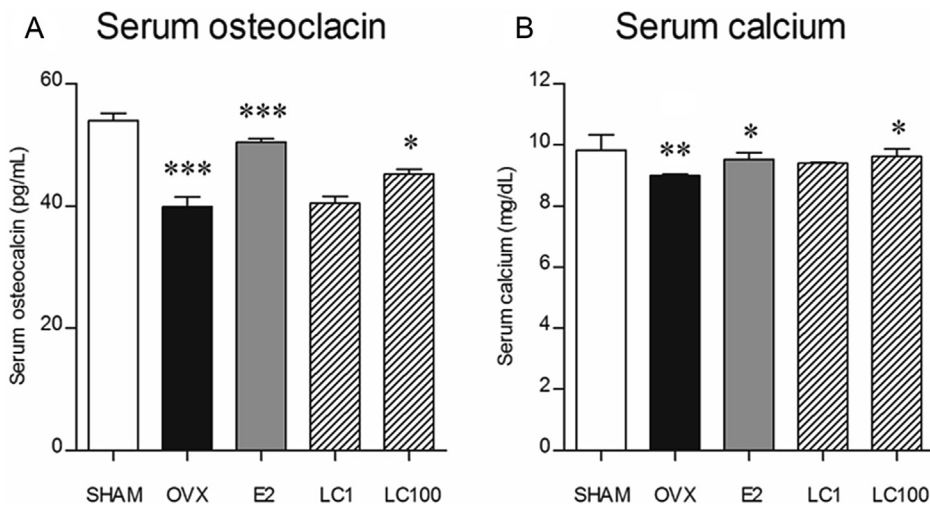 A Serum osteoclacin
Serum osteocalcin (pg/mL)
60
40
20
0
***
***
*
SHAM OVX E2 LC1 LC100
B Serum calcium
Serum calcium (mg/dL)
12
10
8
6
4
2
0
**
*
*
SHAM OVX E2 LC1 LC100